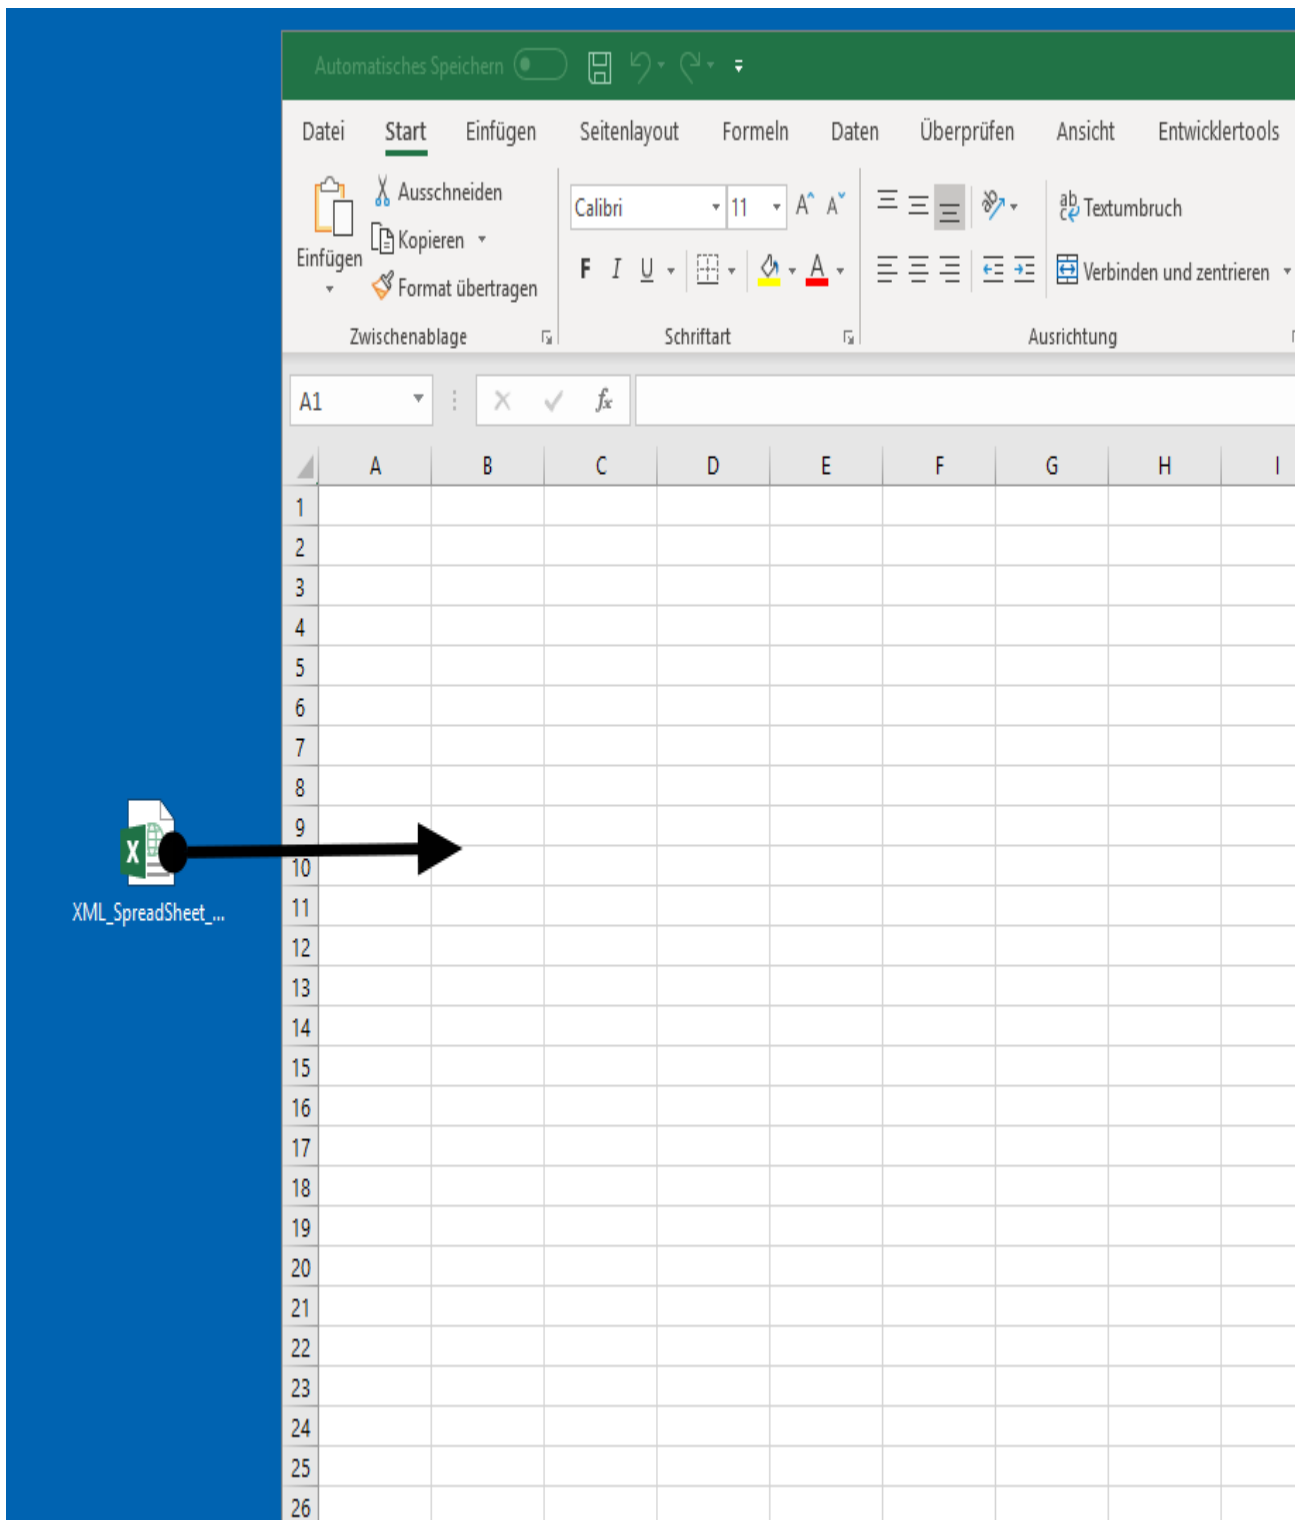 Automatisches Speichern
Datei Start Einfügen Seitenlayout Formeln Daten Überprüfen Ansicht Entwicklertools
Ausschneiden
Kopieren
Format übertragen
Einfügen
Zwischenablage
Calibri 11 A A
F I U A
Schriftart
ab
c
Textumbruch
Verbinden und zentrieren
Ausrichtung
A1 fx
A B C D E F G H I
1
2
3
4
5
6
7
8
9
10
11
12
13
14
15
16
17
18
19
20
21
22
23
24
25
26
X
XML_SpreadSheet_...